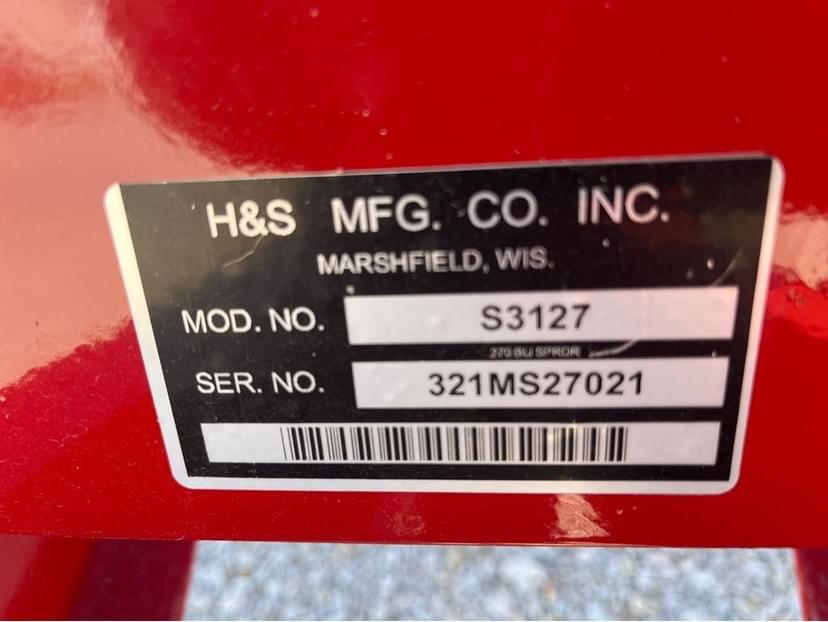 H&S MFG. CO. INC.
MARSHFIELD, WIS.
MOD. NO. S3127
270 BU SPRDR
SER. NO. 321MS27021